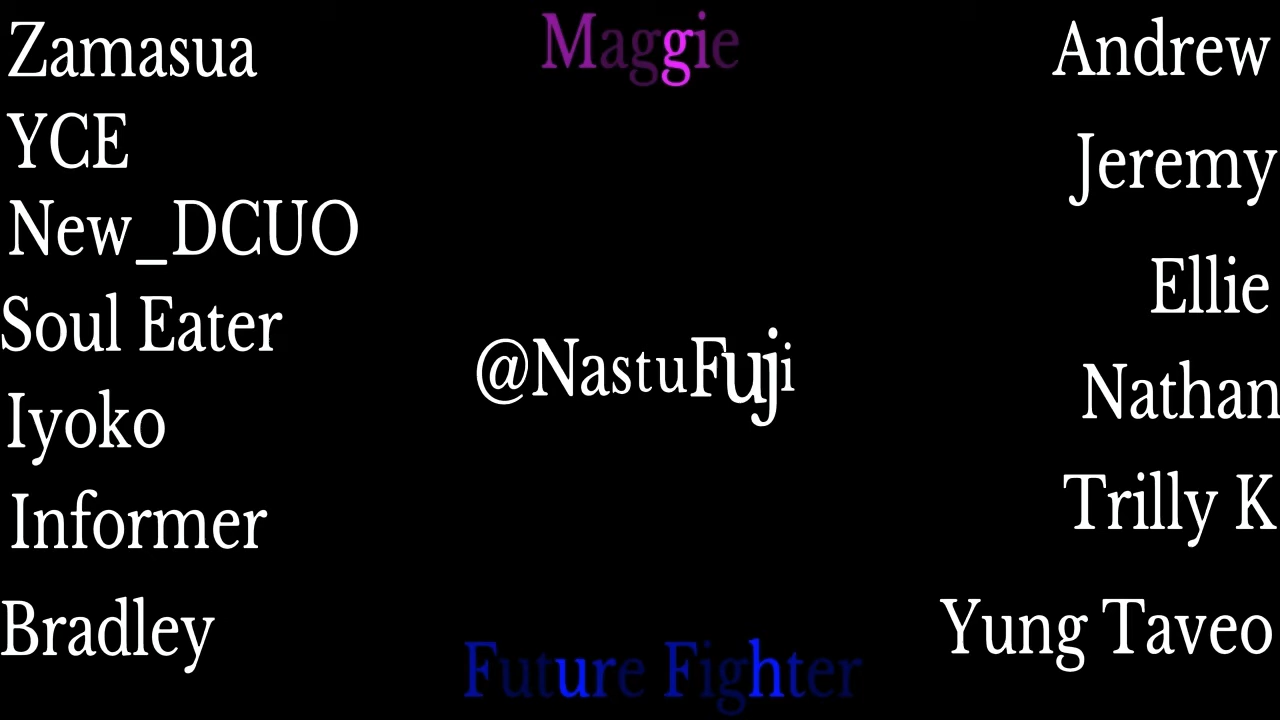 Zamasua
YCE
New_DCUO
Soul Eater
Iyoko
Informer
Bradley
Maggie
@NastuFuji
Future Fighter
Andrew
Jeremy
Ellie
Nathan
Trilly K
Yung Taveo